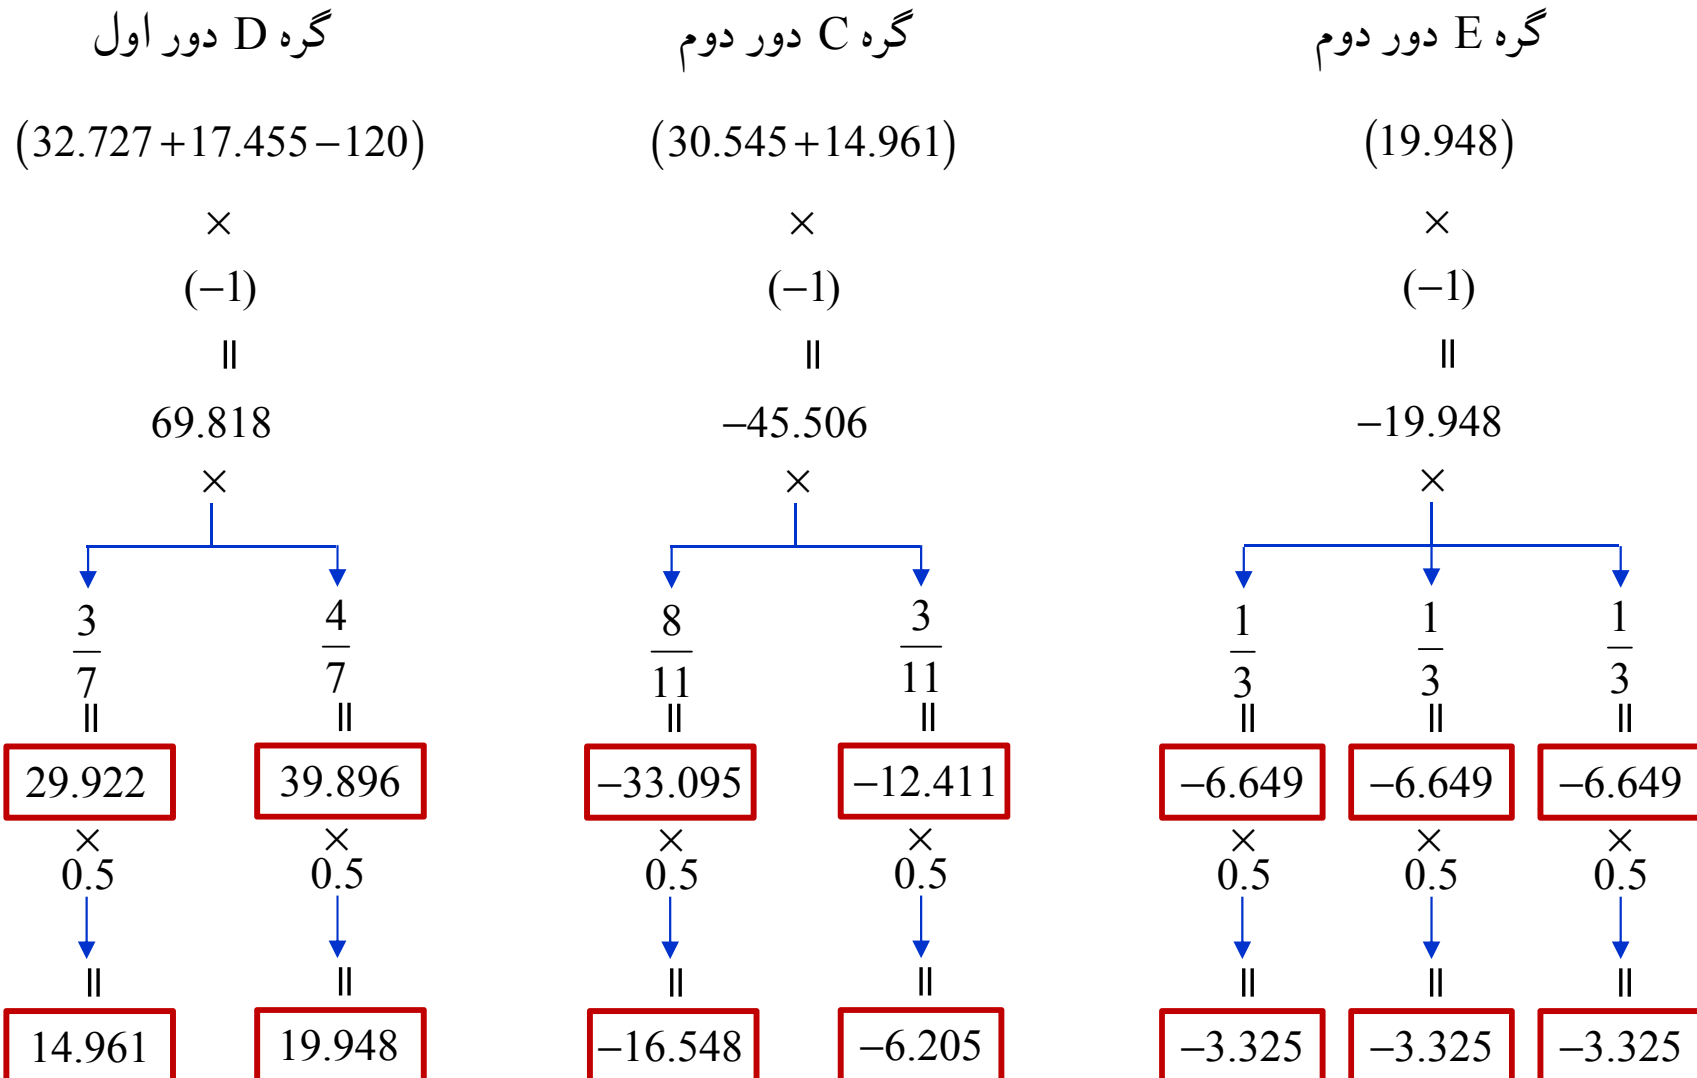 گره D دور اول    گره C دور دوم    گره E دور دوم
(32.727+17.455−120)    (30.545+14.961)    (19.948)
×    ×    ×
(−1)    (−1)    (−1)
=    =    =
69.818    −45.506    −19.948
×    ×    ×
3/7    4/7    8/11    3/11    1/3    1/3    1/3
=    =    =    =    =    =    =
29.922    39.896    −33.095    −12.411    −6.649    −6.649    −6.649
×    ×    ×    ×    ×    ×    ×
0.5    0.5    0.5    0.5    0.5    0.5    0.5
=    =    =    =    =    =    =
14.961    19.948    −16.548    −6.205    −3.325    −3.325    −3.325